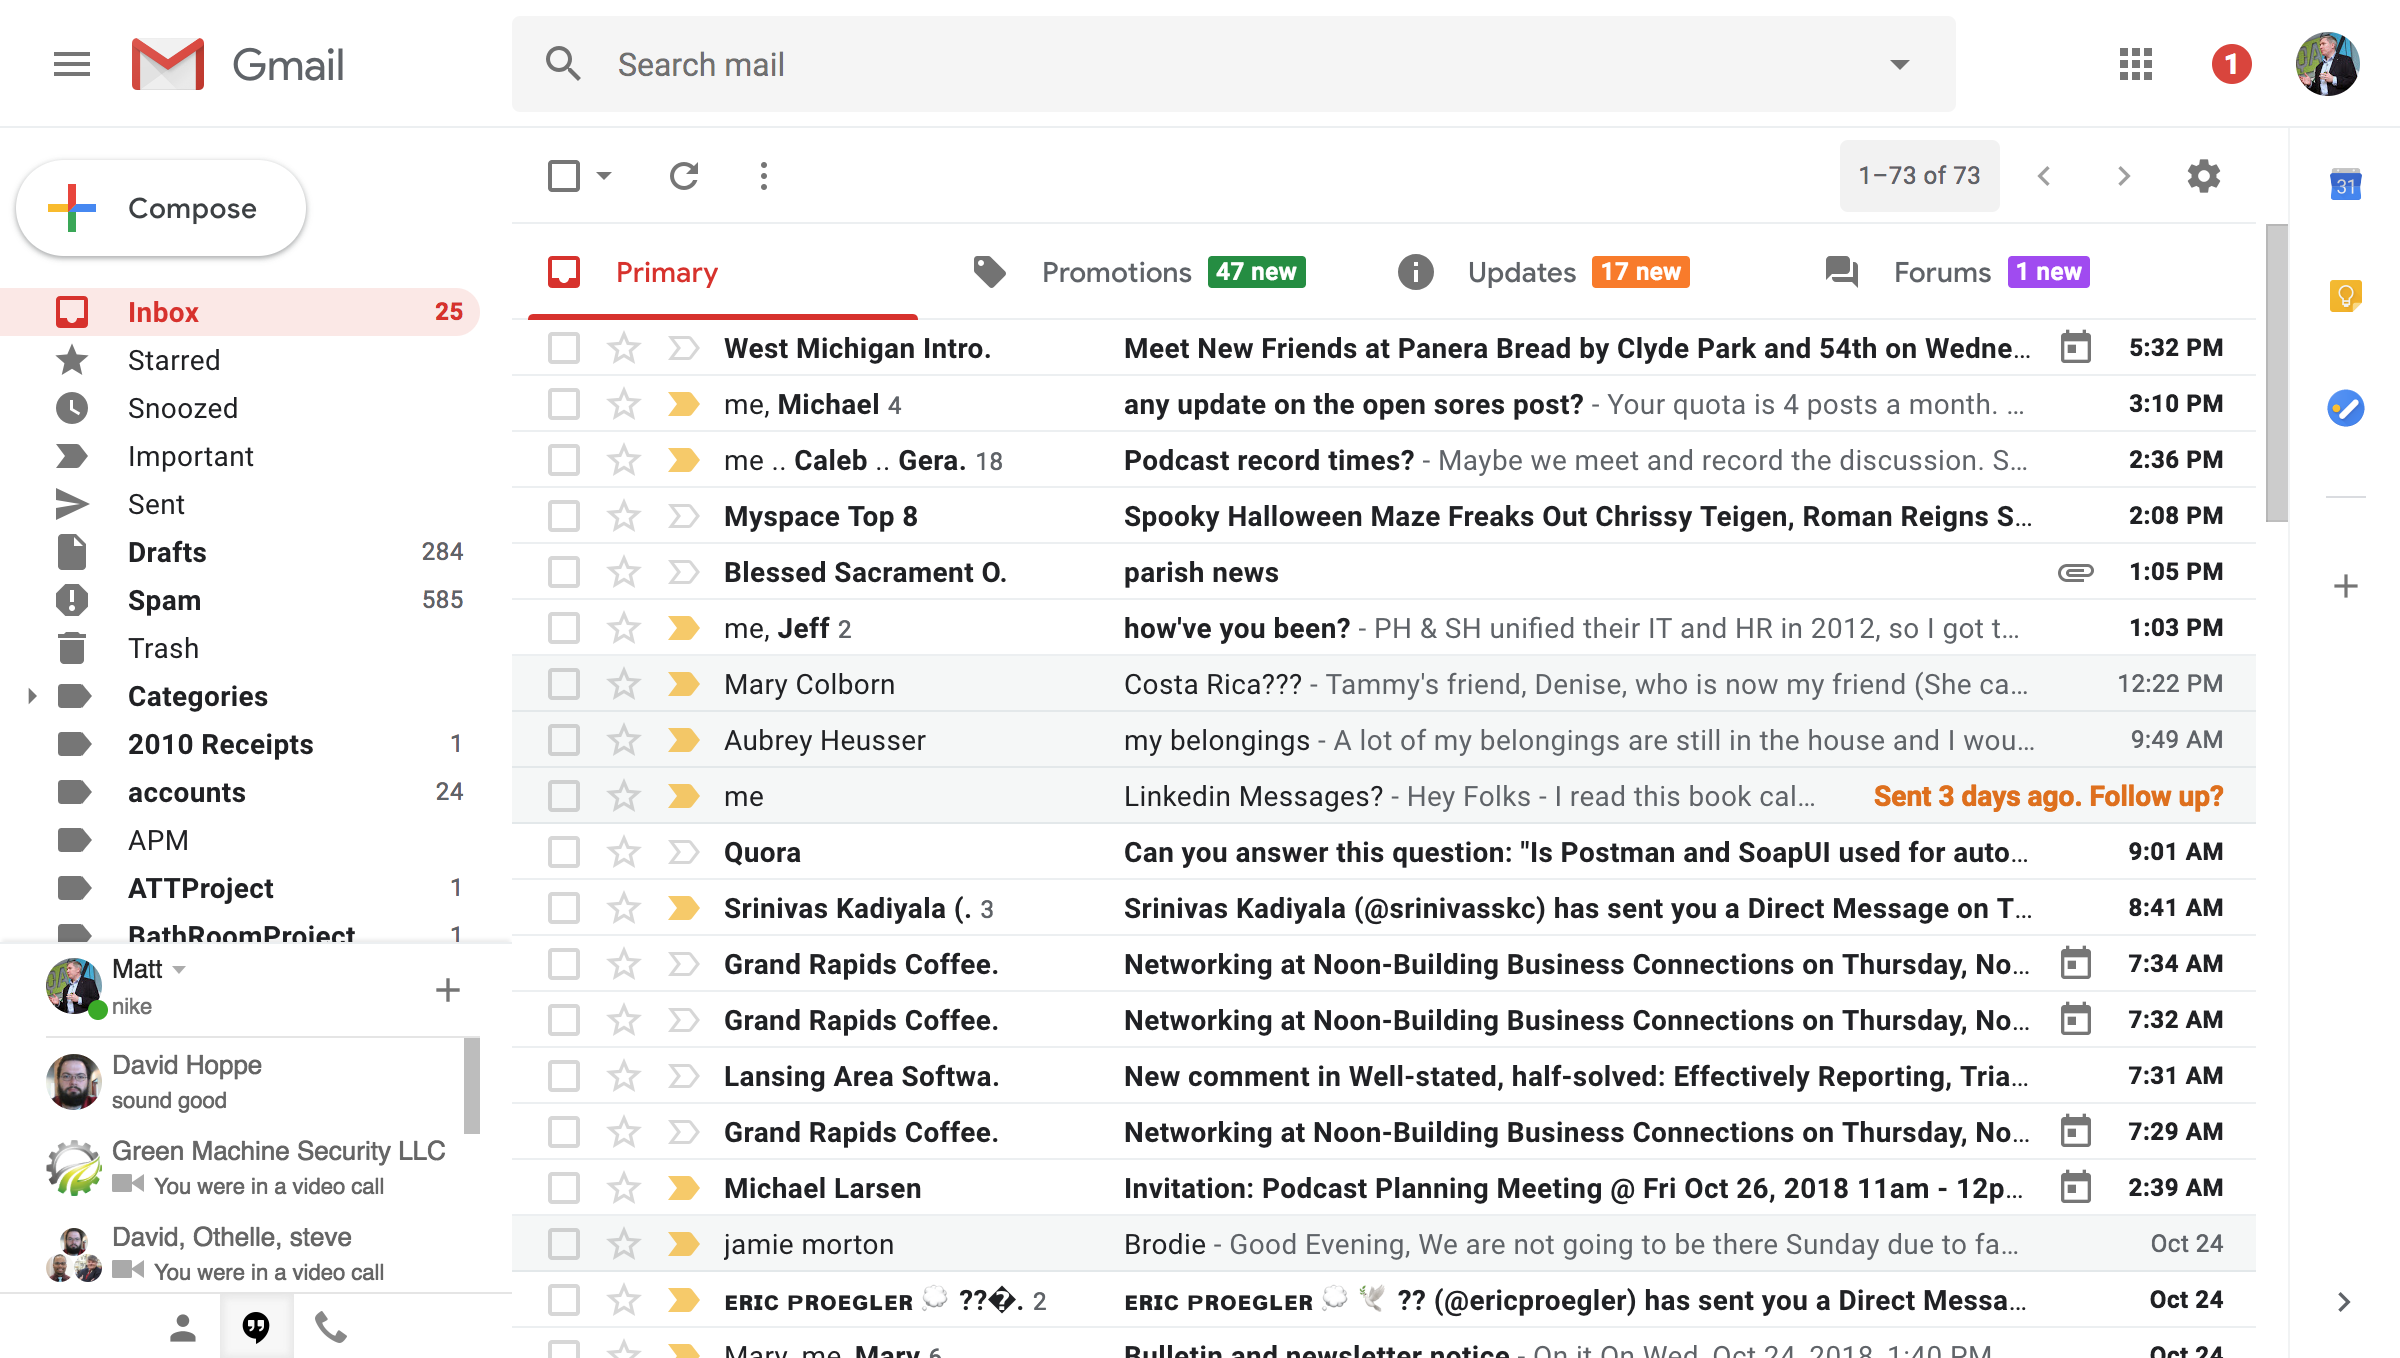 Gmail
Search mail
1
Compose
1–73 of 73
31
Primary
Promotions 47 new
Updates 17 new
Forums 1 new
Inbox 25
Starred
Snoozed
Important
Sent
Drafts 284
Spam 585
Trash
Categories
2010 Receipts 1
accounts 24
APM
ATTProject 1
BathRoomProject 1
Matt
nike
David Hoppe
sound good
Green Machine Security LLC
You were in a video call
David, Othelle, steve
You were in a video call
West Michigan Intro. Meet New Friends at Panera Bread by Clyde Park and 54th on Wedne... 5:32 PM
me, Michael 4 any update on the open sores post? - Your quota is 4 posts a month. ... 3:10 PM
me .. Caleb .. Gera. 18 Podcast record times? - Maybe we meet and record the discussion. S... 2:36 PM
Myspace Top 8 Spooky Halloween Maze Freaks Out Chrissy Teigen, Roman Reigns S... 2:08 PM
Blessed Sacrament O. parish news 1:05 PM
me, Jeff 2 how've you been? - PH & SH unified their IT and HR in 2012, so I got t... 1:03 PM
Mary Colborn Costa Rica??? - Tammy's friend, Denise, who is now my friend (She ca... 12:22 PM
Aubrey Heusser my belongings - A lot of my belongings are still in the house and I wou... 9:49 AM
me Linkedin Messages? - Hey Folks - I read this book cal... Sent 3 days ago. Follow up?
Quora Can you answer this question: "Is Postman and SoapUI used for auto... 9:01 AM
Srinivas Kadiyala (. 3 Srinivas Kadiyala (@srinivasskc) has sent you a Direct Message on T... 8:41 AM
Grand Rapids Coffee. Networking at Noon-Building Business Connections on Thursday, No... 7:34 AM
Grand Rapids Coffee. Networking at Noon-Building Business Connections on Thursday, No... 7:32 AM
Lansing Area Softwa. New comment in Well-stated, half-solved: Effectively Reporting, Tria... 7:31 AM
Grand Rapids Coffee. Networking at Noon-Building Business Connections on Thursday, No... 7:29 AM
Michael Larsen Invitation: Podcast Planning Meeting @ Fri Oct 26, 2018 11am - 12p... 2:39 AM
jamie morton Brodie - Good Evening, We are not going to be there Sunday due to fa... Oct 24
ᴇʀɪᴄ ᴘʀᴏᴇɢʟᴇʀ 💭 ??�. 2 ᴇʀɪᴄ ᴘʀᴏᴇɢʟᴇʀ 💭 🕊 ?? (@ericproegler) has sent you a Direct Messa... Oct 24
Mary, me, Mary 6 Bulletin and newsletter notice - On it On Wed, Oct 24, 2018, 1:40 PM Oct 24